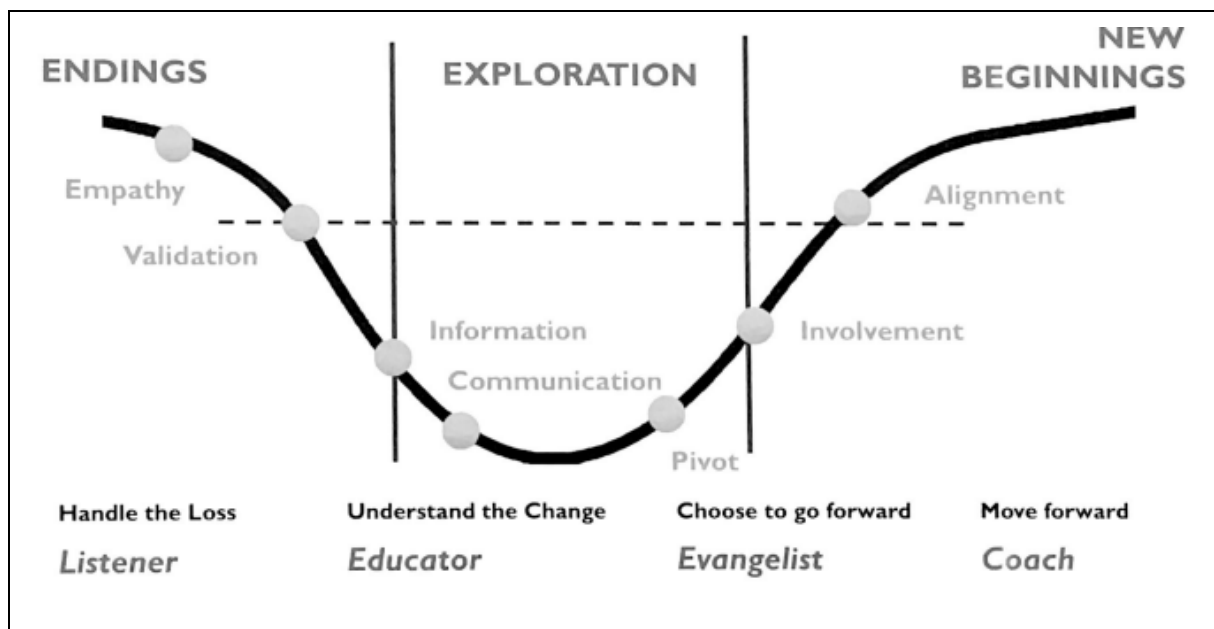 ENDINGS
EXPLORATION
NEW
BEGINNINGS
Empathy
Validation
Information
Communication
Pivot
Involvement
Alignment
Handle the Loss
Understand the Change
Choose to go forward
Move forward
Listener
Educator
Evangelist
Coach